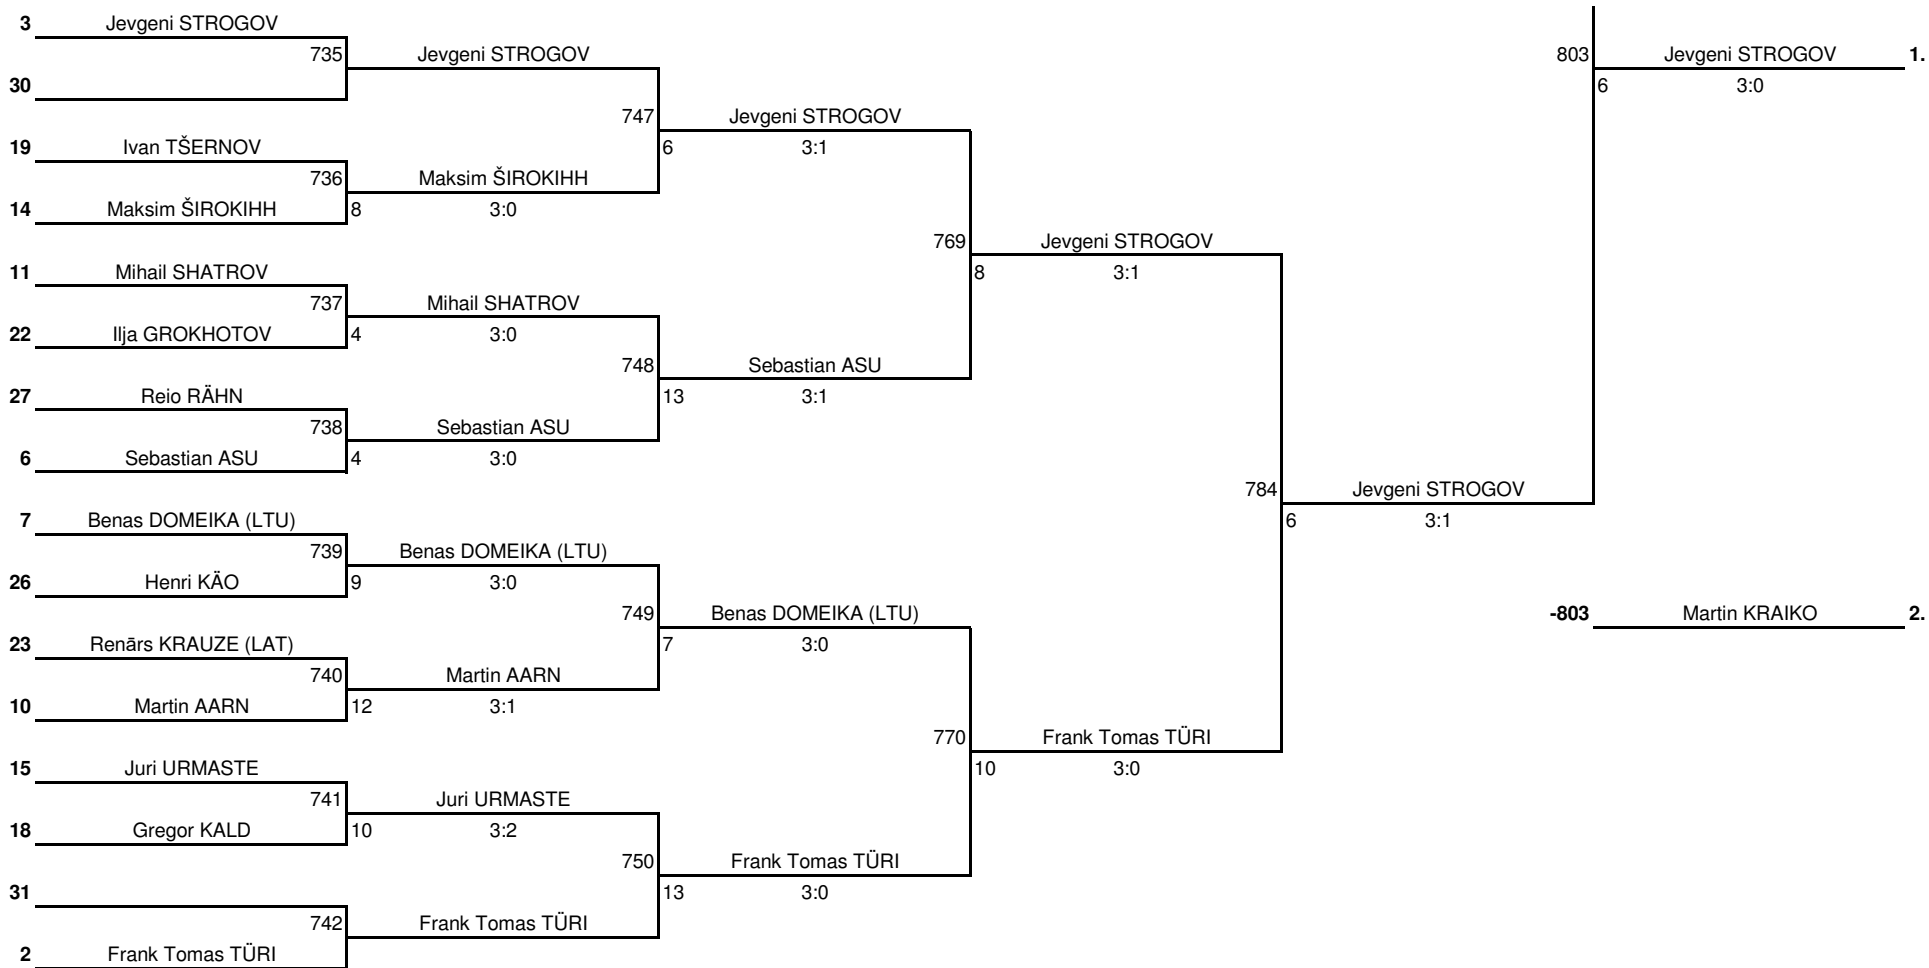 3 Jevgeni STROGOV
735 Jevgeni STROGOV 803 Jevgeni STROGOV 1.
30 6 3:0
747 Jevgeni STROGOV
19 Ivan TŠERNOV 6 3:1
736 Maksim ŠIROKIHH
14 Maksim ŠIROKIHH 8 3:0
769 Jevgeni STROGOV
11 Mihail SHATROV 8 3:1
737 Mihail SHATROV
22 Ilja GROKHOTOV 4 3:0
748 Sebastian ASU
27 Reio RÄHN 13 3:1
738 Sebastian ASU
6 Sebastian ASU 4 3:0
784 Jevgeni STROGOV
7 Benas DOMEIKA (LTU) 6 3:1
739 Benas DOMEIKA (LTU)
26 Henri KÄO 9 3:0
749 Benas DOMEIKA (LTU) -803 Martin KRAIKO 2.
23 Renārs KRAUZE (LAT) 7 3:0
740 Martin AARN
10 Martin AARN 12 3:1
770 Frank Tomas TÜRI
15 Juri URMASTE 10 3:0
741 Juri URMASTE
18 Gregor KALD 10 3:2
750 Frank Tomas TÜRI
31 13 3:0
742 Frank Tomas TÜRI
2 Frank Tomas TÜRI